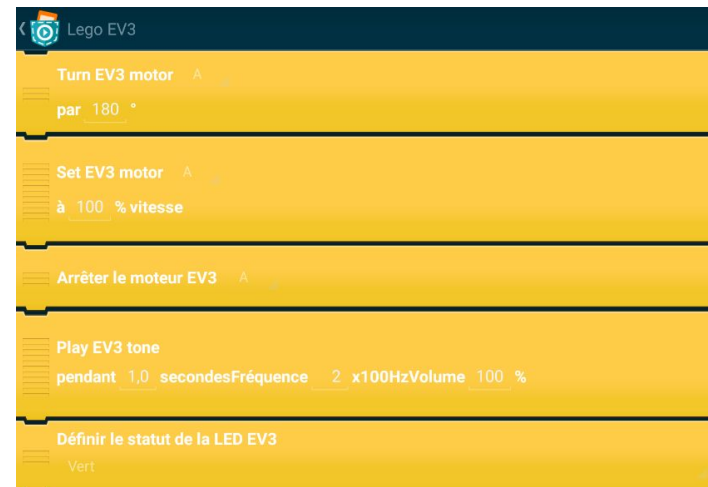 Lego EV3
Turn EV3 motor A
par 180 °
Set EV3 motor A
à 100 % vitesse
Arrêter le moteur EV3 A
Play EV3 tone
pendant 1,0 secondesFréquence 2 x100HzVolume 100 %
Définir le statut de la LED EV3
Vert